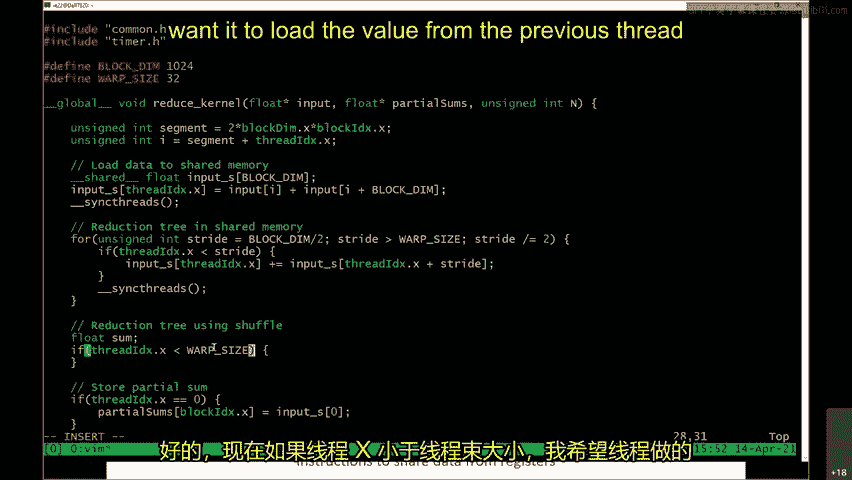 want it to load the value from the previous thread
#include "common.h"
#include "timer.h"
#define BLOCK_DIM 1024
#define WARP_SIZE 32
__global__ void reduce_kernel(float* input, float* partialSums, unsigned int N) {
unsigned int segment = 2*blockDim.x*blockIdx.x;
unsigned int i = segment + threadIdx.x;
// Load data to shared memory
__shared__ float input_s[BLOCK_DIM];
input_s[threadIdx.x] = input[i] + input[i + BLOCK_DIM];
__syncthreads();
// Reduction tree in shared memory
for(unsigned int stride = BLOCK_DIM/2; stride > WARP_SIZE; stride /= 2) {
if(threadIdx.x < stride) {
input_s[threadIdx.x] += input_s[threadIdx.x + stride];
}
__syncthreads();
}
// Reduction tree using shuffle
float sum;
if(threadIdx.x < WARP_SIZE) {
}
// Store partial sum
if(threadIdx.x == 0) {
partialSums[blockIdx.x] = input_s[0];
}
-- INSERT -- 28,31 Top
[0] 0:vim* 15:52 14-Apr-21
好的，现在如果线程 X 小于线程束大小，我希望线程做的
instructions to share data from registers
+18